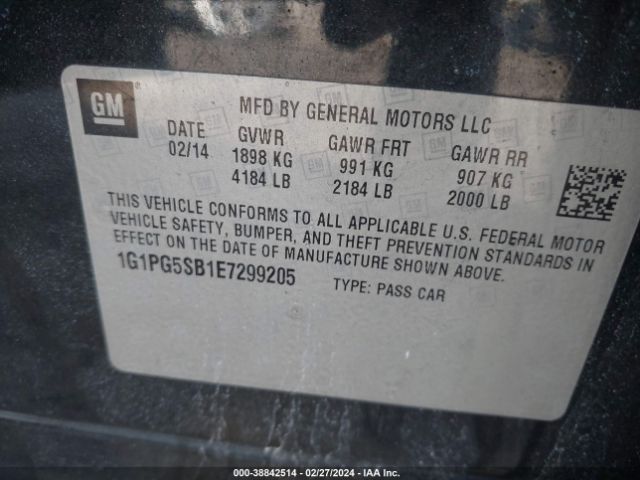 GM
MFD BY GENERAL MOTORS LLC
DATE GVWR GAWR FRT GAWR RR
02/14 1898 KG 991 KG 907 KG
4184 LB 2184 LB 2000 LB
THIS VEHICLE CONFORMS TO ALL APPLICABLE U.S. FEDERAL MOTOR
VEHICLE SAFETY, BUMPER, AND THEFT PREVENTION STANDARDS IN
EFFECT ON THE DATE OF MANUFACTURE SHOWN ABOVE.
1G1PG5SB1E7299205 TYPE: PASS CAR
000-38842514 - 02/27/2024 - IAA Inc.